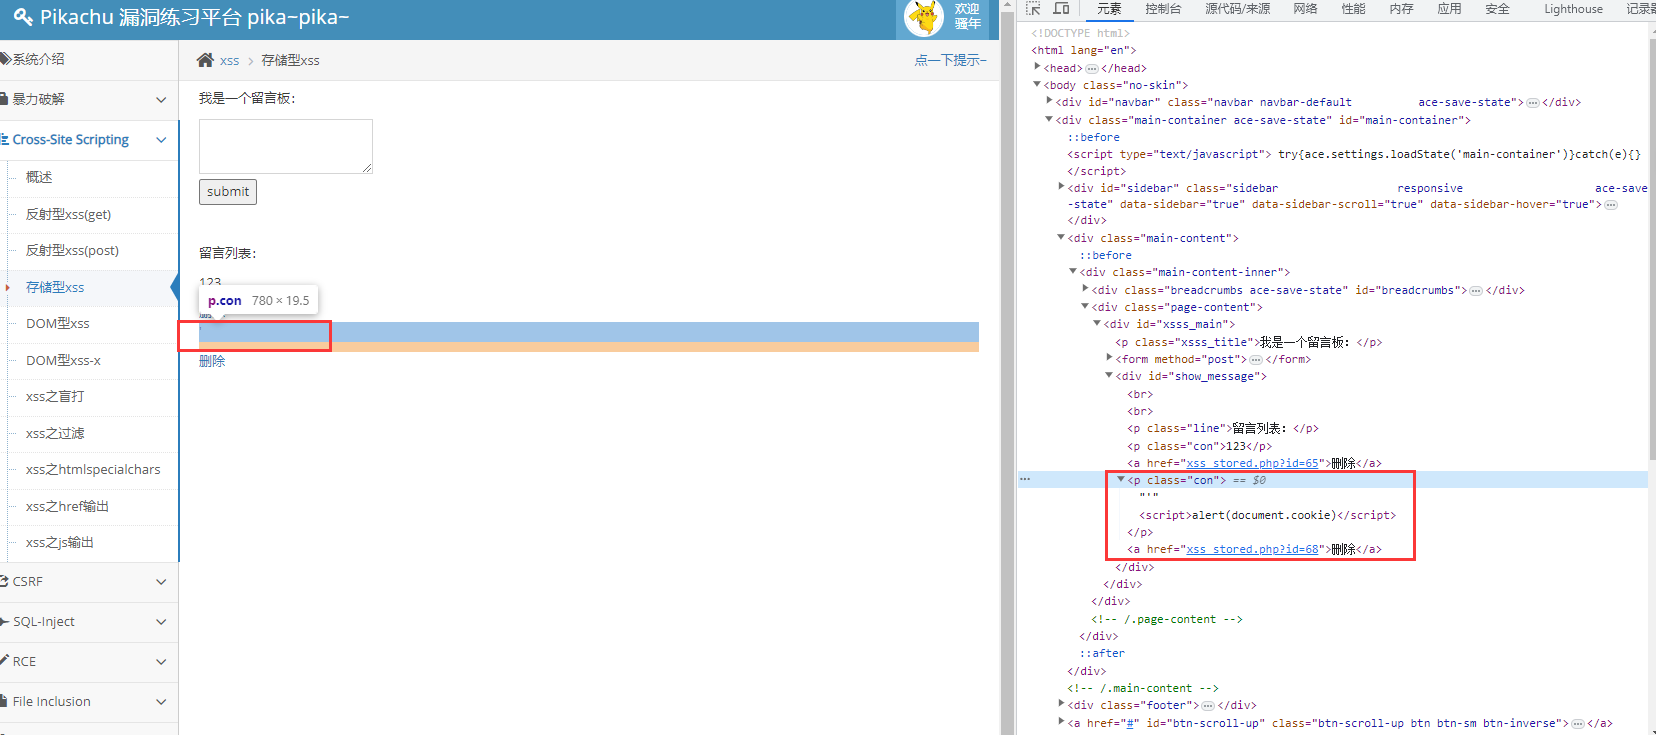 Pikachu 漏洞练习平台 pika~pika~
欢迎
骚年
系统介绍
暴力破解
Cross-Site Scripting
概述
反射型xss(get)
反射型xss(post)
存储型xss
DOM型xss
DOM型xss-x
xss之盲打
xss之过滤
xss之htmlspecialchars
xss之href输出
xss之js输出
CSRF
SQL-Inject
RCE
File Inclusion
xss > 存储型xss
点一下提示~
我是一个留言板：
submit
留言列表：
123
p.con 780 × 19.5
'
删除
元素 控制台 源代码/来源 网络 性能 内存 应用 安全 Lighthouse
<!DOCTYPE html>
<html lang="en">
<head>…</head>
<body class="no-skin">
<div id="navbar" class="navbar navbar-default ace-save-state">…</div>
<div class="main-container ace-save-state" id="main-container">
::before
<script type="text/javascript"> try{ace.settings.loadState('main-container')}catch(e){}
</script>
<div id="sidebar" class="sidebar responsive ace-save
-state" data-sidebar="true" data-sidebar-scroll="true" data-sidebar-hover="true">…
</div>
<div class="main-content">
::before
<div class="main-content-inner">
<div class="breadcrumbs ace-save-state" id="breadcrumbs">…</div>
<div class="page-content">
<div id="xsss_main">
<p class="xsss_title">我是一个留言板：</p>
<form method="post">…</form>
<div id="show_message">
<br>
<br>
<p class="line">留言列表：</p>
<p class="con">123</p>
<a href="xss_stored.php?id=65">删除</a>
… <p class="con"> == $0
"'"
<script>alert(document.cookie)</script>
</p>
<a href="xss_stored.php?id=68">删除</a>
</div>
</div>
</div>
<!-- /.page-content -->
</div>
::after
</div>
<!-- /.main-content -->
<div class="footer">…</div>
<a href="#" id="btn-scroll-up" class="btn-scroll-up btn btn-sm btn-inverse">…</a>